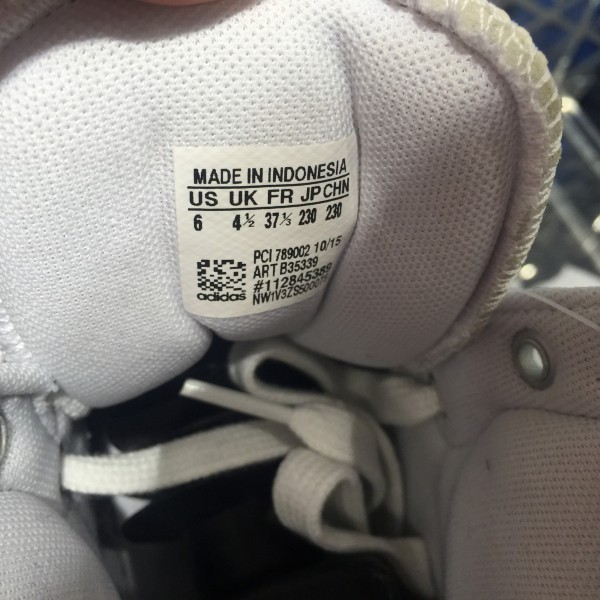 MADE IN INDONESIA
US UK FR JP CHN
6 4½ 37⅓ 230 230
PCI 789002 10/15
ART B35339
#112845389
adidas